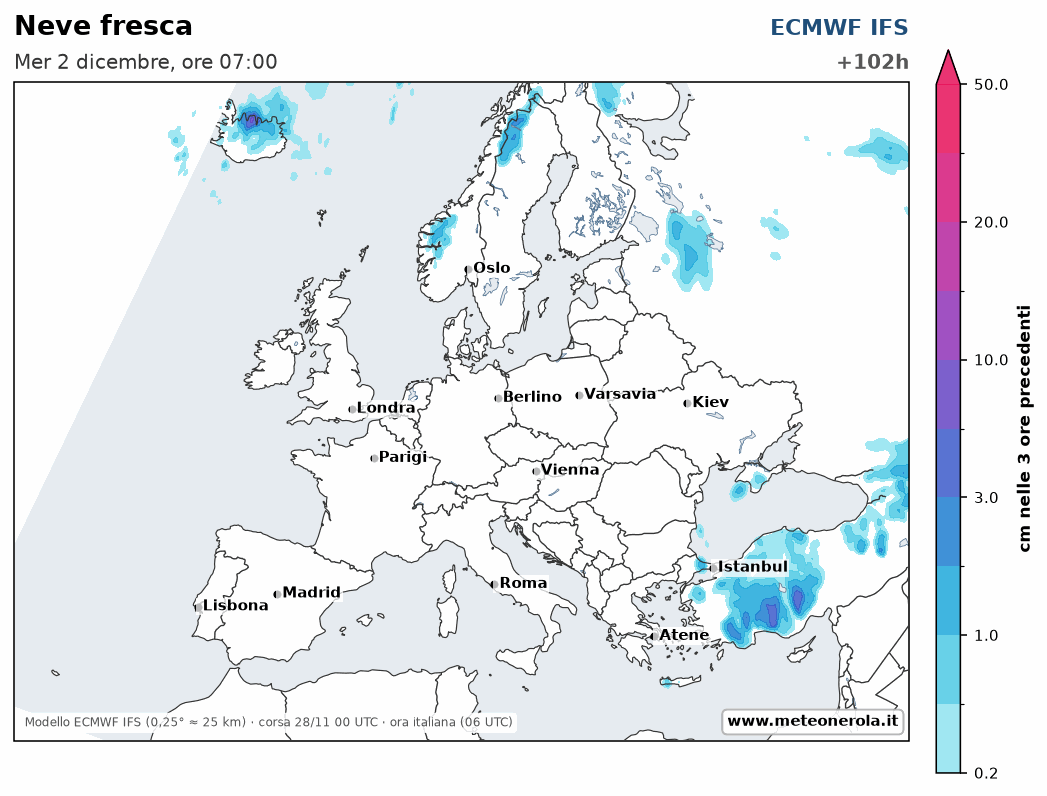 Neve fresca
ECMWF IFS
Mer 2 dicembre, ore 07:00
+102h
50.0
20.0
10.0
3.0
1.0
0.2
cm nelle 3 ore precedenti
Oslo
Berlino
Varsavia
Kiev
Londra
Parigi
Vienna
Istanbul
Roma
Madrid
Lisbona
Atene
Modello ECMWF IFS (0,25° ≈ 25 km) · corsa 28/11 00 UTC · ora italiana (06 UTC)
www.meteonerola.it